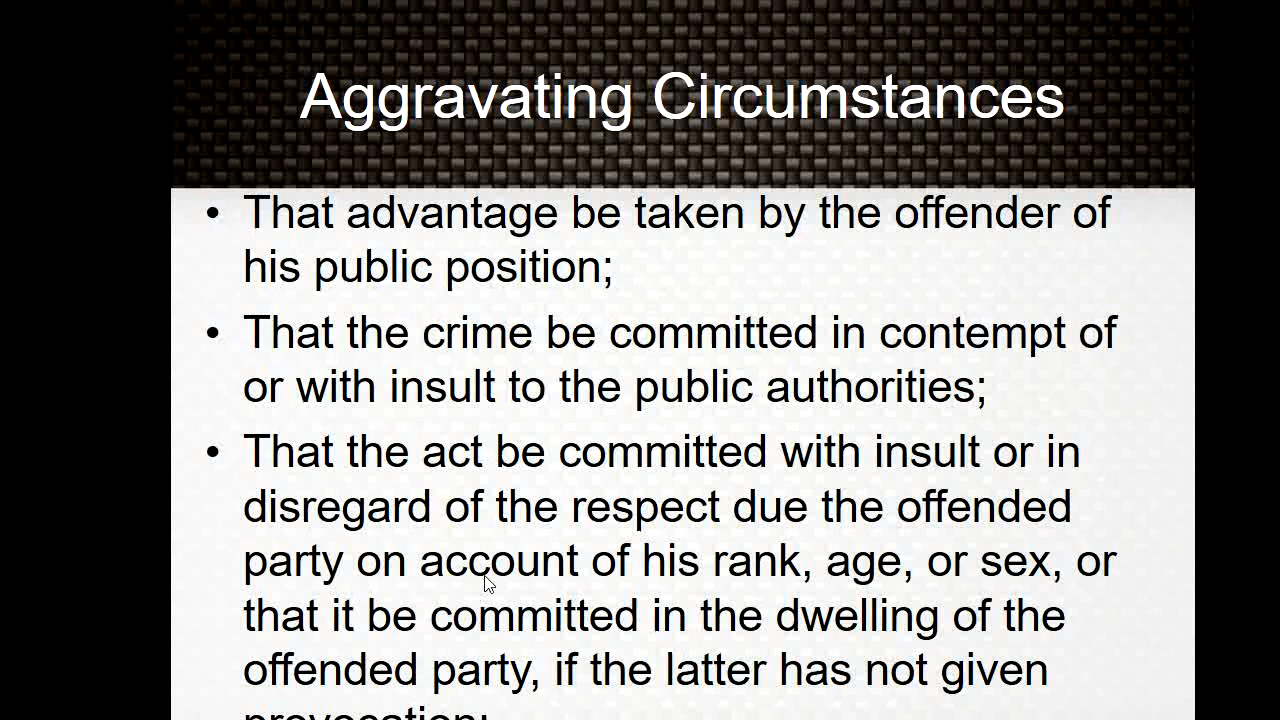 Aggravating Circumstances
• That advantage be taken by the offender of
his public position;
• That the crime be committed in contempt of
or with insult to the public authorities;
• That the act be committed with insult or in
disregard of the respect due the offended
party on account of his rank, age, or sex, or
that it be committed in the dwelling of the
offended party, if the latter has not given
provocation;